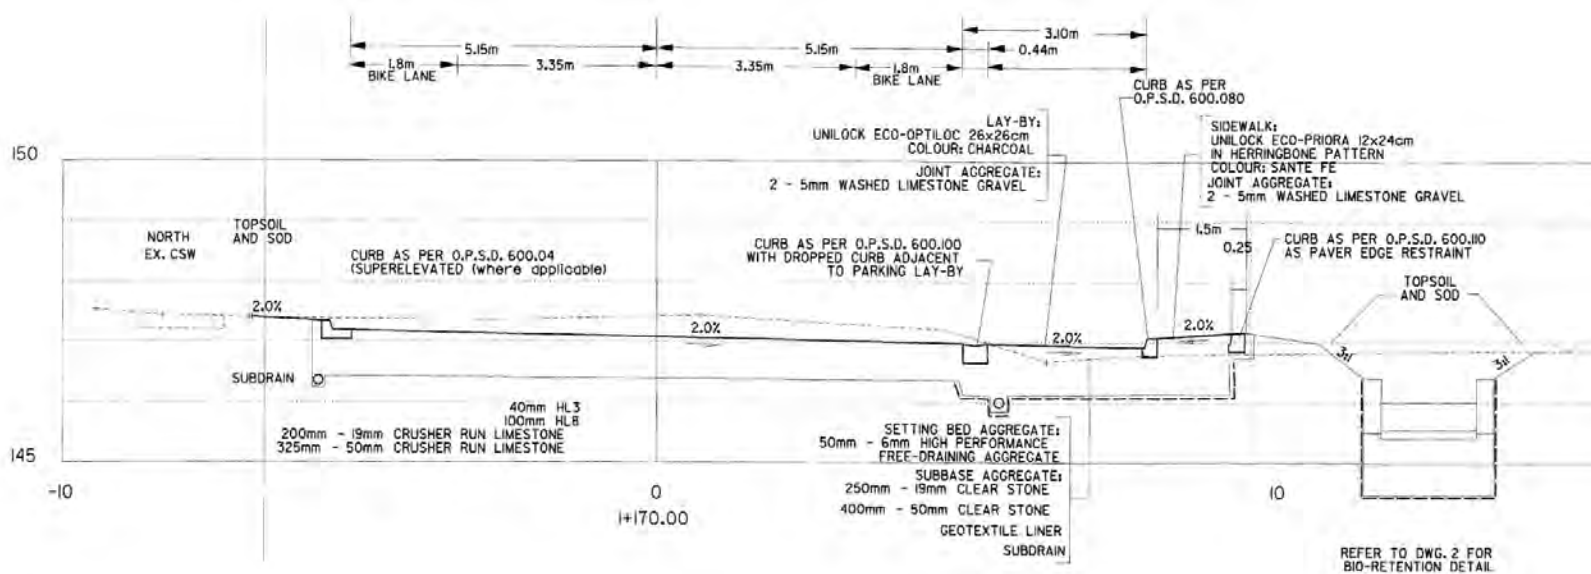 3.10m
5.15m
5.15m
0.44m
1.8m
BIKE LANE
3.35m
3.35m
1.8m
BIKE LANE
CURB AS PER
O.P.S.D. 600.080
LAY-BY:
UNILOCK ECO-OPTILOC 26x26cm
COLOUR: CHARCOAL
JOINT AGGREGATE:
2 - 5mm WASHED LIMESTONE GRAVEL
SIDEWALK:
UNILOCK ECO-PRIORA 12x24cm
IN HERRINGBONE PATTERN
COLOUR: SANTE FE
JOINT AGGREGATE:
2 - 5mm WASHED LIMESTONE GRAVEL
150
NORTH
EX. CSW
TOPSOIL
AND SOD
CURB AS PER O.P.S.D. 600.04
(SUPERELEVATED (where applicable)
CURB AS PER O.P.S.D. 600.100
WITH DROPPED CURB ADJACENT
TO PARKING LAY-BY
1.5m
0.25
CURB AS PER O.P.S.D. 600.110
AS PAVER EDGE RESTRAINT
TOPSOIL
AND SOD
2.0%
2.0%
2.0%
2.0%
3:1
3:1
SUBDRAIN
40mm HL3
100mm HL8
200mm - 19mm CRUSHER RUN LIMESTONE
325mm - 50mm CRUSHER RUN LIMESTONE
SETTING BED AGGREGATE:
50mm - 6mm HIGH PERFORMANCE
FREE-DRAINING AGGREGATE
SUBBASE AGGREGATE:
250mm - 19mm CLEAR STONE
400mm - 50mm CLEAR STONE
GEOTEXTILE LINER
SUBDRAIN
145
-10
0
10
1+170.00
REFER TO DWG. 2 FOR
BIO-RETENTION DETAIL